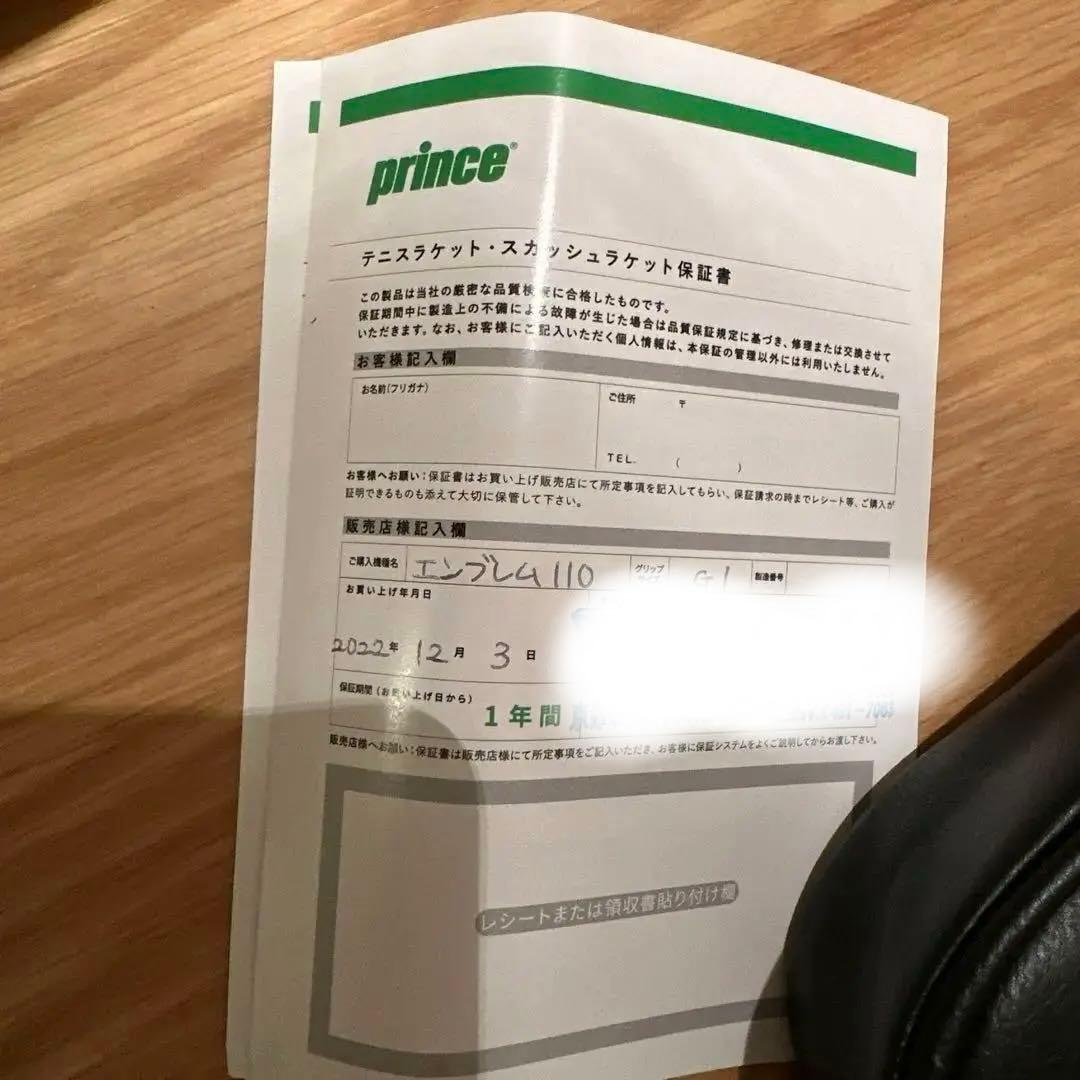 prince®
テニスラケット・スカッシュラケット保証書
この製品は当社の厳密な品質検査に合格したものです。
保証期間中に製造上の不備による故障が生じた場合は品質保証規定に基づき、修理または交換させて
いただきます。なお、お客様にご記入いただく個人情報は、本保証の管理以外には利用いたしません。
お客様記入欄
お名前(フリガナ)
ご住所 〒
TEL. ( )
お客様へお願い：保証書はお買い上げ販売店にて所定事項を記入してもらい、保証請求の時までレシート等、ご購入が
証明できるものも添えて大切に保管して下さい。
販売店様記入欄
ご購入機種名 エンブレム110 グリップサイズ G1 製造番号
お買い上げ年月日
2022年 12月 3日
保証期間(お買い上げ日から)
1年間
-7083
販売店様へお願い：保証書は販売店様にて所定事項をご記入いただき、お客様に保証システムをよくご説明してからお渡し下さい。
レシートまたは領収書貼り付け欄